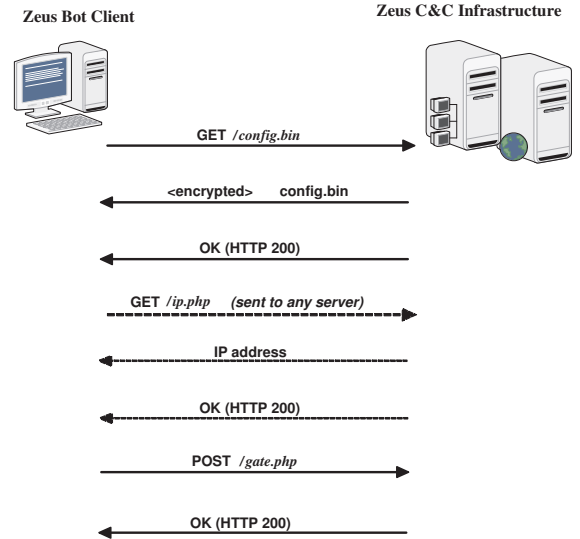 Zeus Bot Client
Zeus C&C Infrastructure
GET /config.bin
<encrypted> config.bin
OK (HTTP 200)
GET /ip.php (sent to any server)
IP address
OK (HTTP 200)
POST /gate.php
OK (HTTP 200)